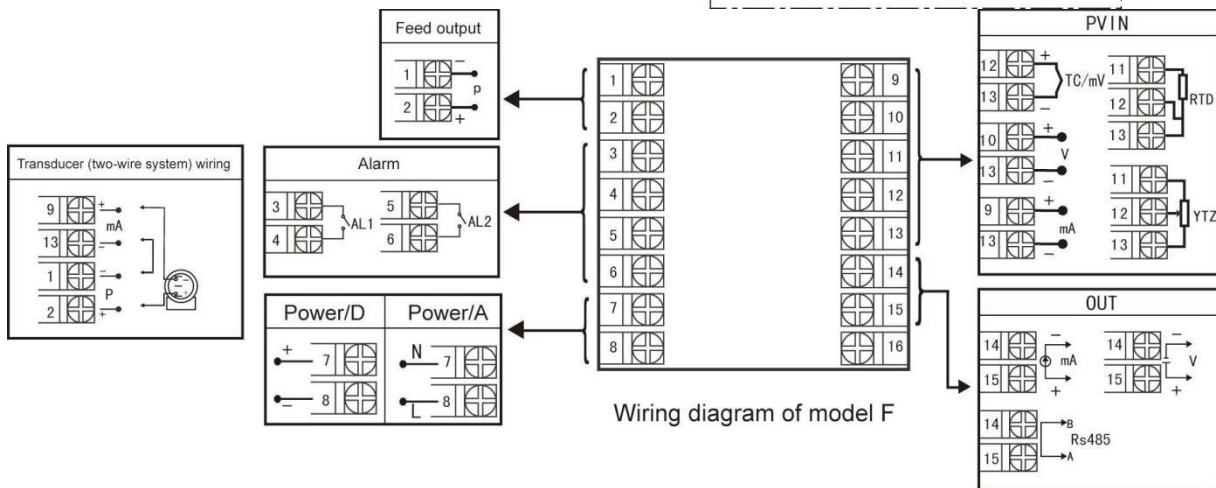 Feed output
1
−
p
2
+
Transducer (two-wire system) wiring
9
+
mA
13
−
1
−
P
2
+
−
+
Alarm
3
AL1
4
5
AL2
6
Power/D
Power/A
+
7
−
8
N
7
L
8
1
2
3
4
5
6
7
8
9
10
11
12
13
14
15
16
Wiring diagram of model F
PVIN
12
+
TC/mV
13
−
10
+
V
13
−
9
+
mA
13
−
11
12
RTD
13
11
12
YTZ
13
OUT
14
−
mA
15
+
14
−
V
15
+
14
B
Rs485
15
A